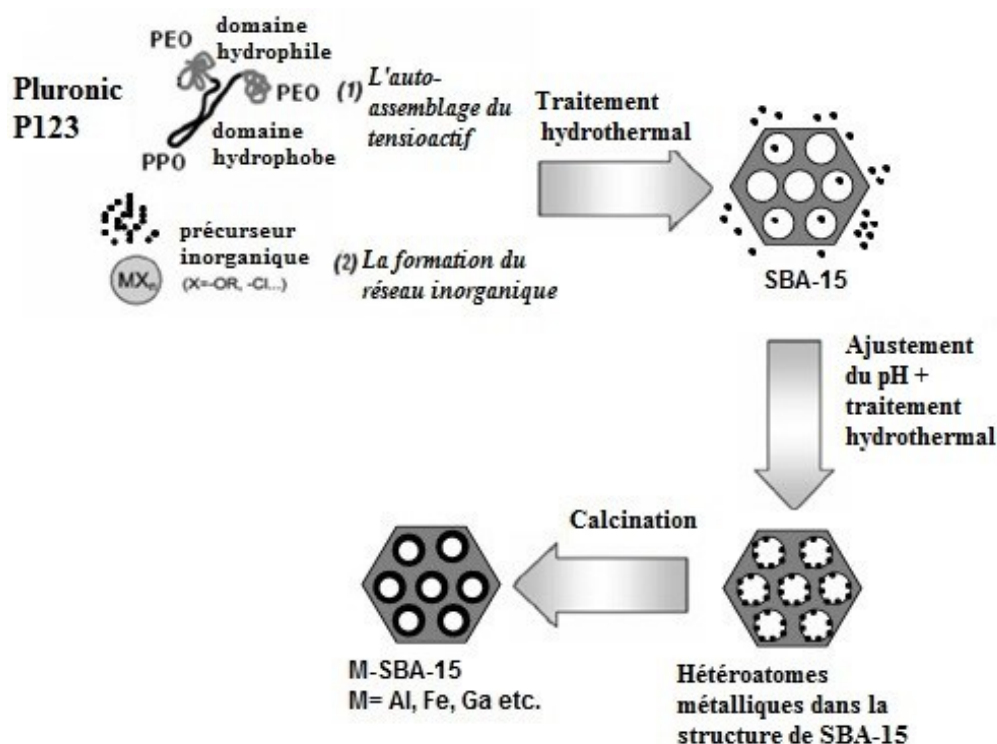 Pluronic
P123
PEO
domaine
hydrophile
PEO
domaine
hydrophobe
PPO
(1) L'auto-
assemblage du
tensioactif
précurseur
inorganique
(X=-OR, -Cl...)
MXn
(2) La formation du
réseau inorganique
Traitement
hydrothermal
SBA-15
Ajustement
du pH +
traitement
hydrothermal
Calcination
M-SBA-15
M= Al, Fe, Ga etc.
Hétéroatomes
métalliques dans la
structure de SBA-15